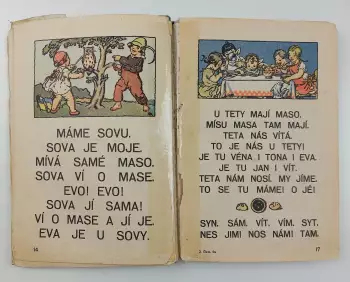 MÁME SOVU.
SOVA JE MOJE.
MÍVÁ SAMÉ MASO.
SOVA VÍ O MASE.
EVO! EVO!
SOVA JÍ SAMA!
VÍ O MASE A JÍ JE.
EVA JE U SOVY.
16
U TETY MAJÍ MASO.
MÍSU MASA TAM MAJÍ.
TETA NÁS VÍTÁ.
TO JE NÁS U TETY!
JE TU VÉNA I TONA I EVA.
JE TU JAN I VÍT.
TETA NÁM NOSÍ. MY JÍME.
TO SE TU MÁME! O JÉ!
SYN. SÁM. VÍT. VÍM. SYT.
NES JIM! NOS NÁM! TAM.
17